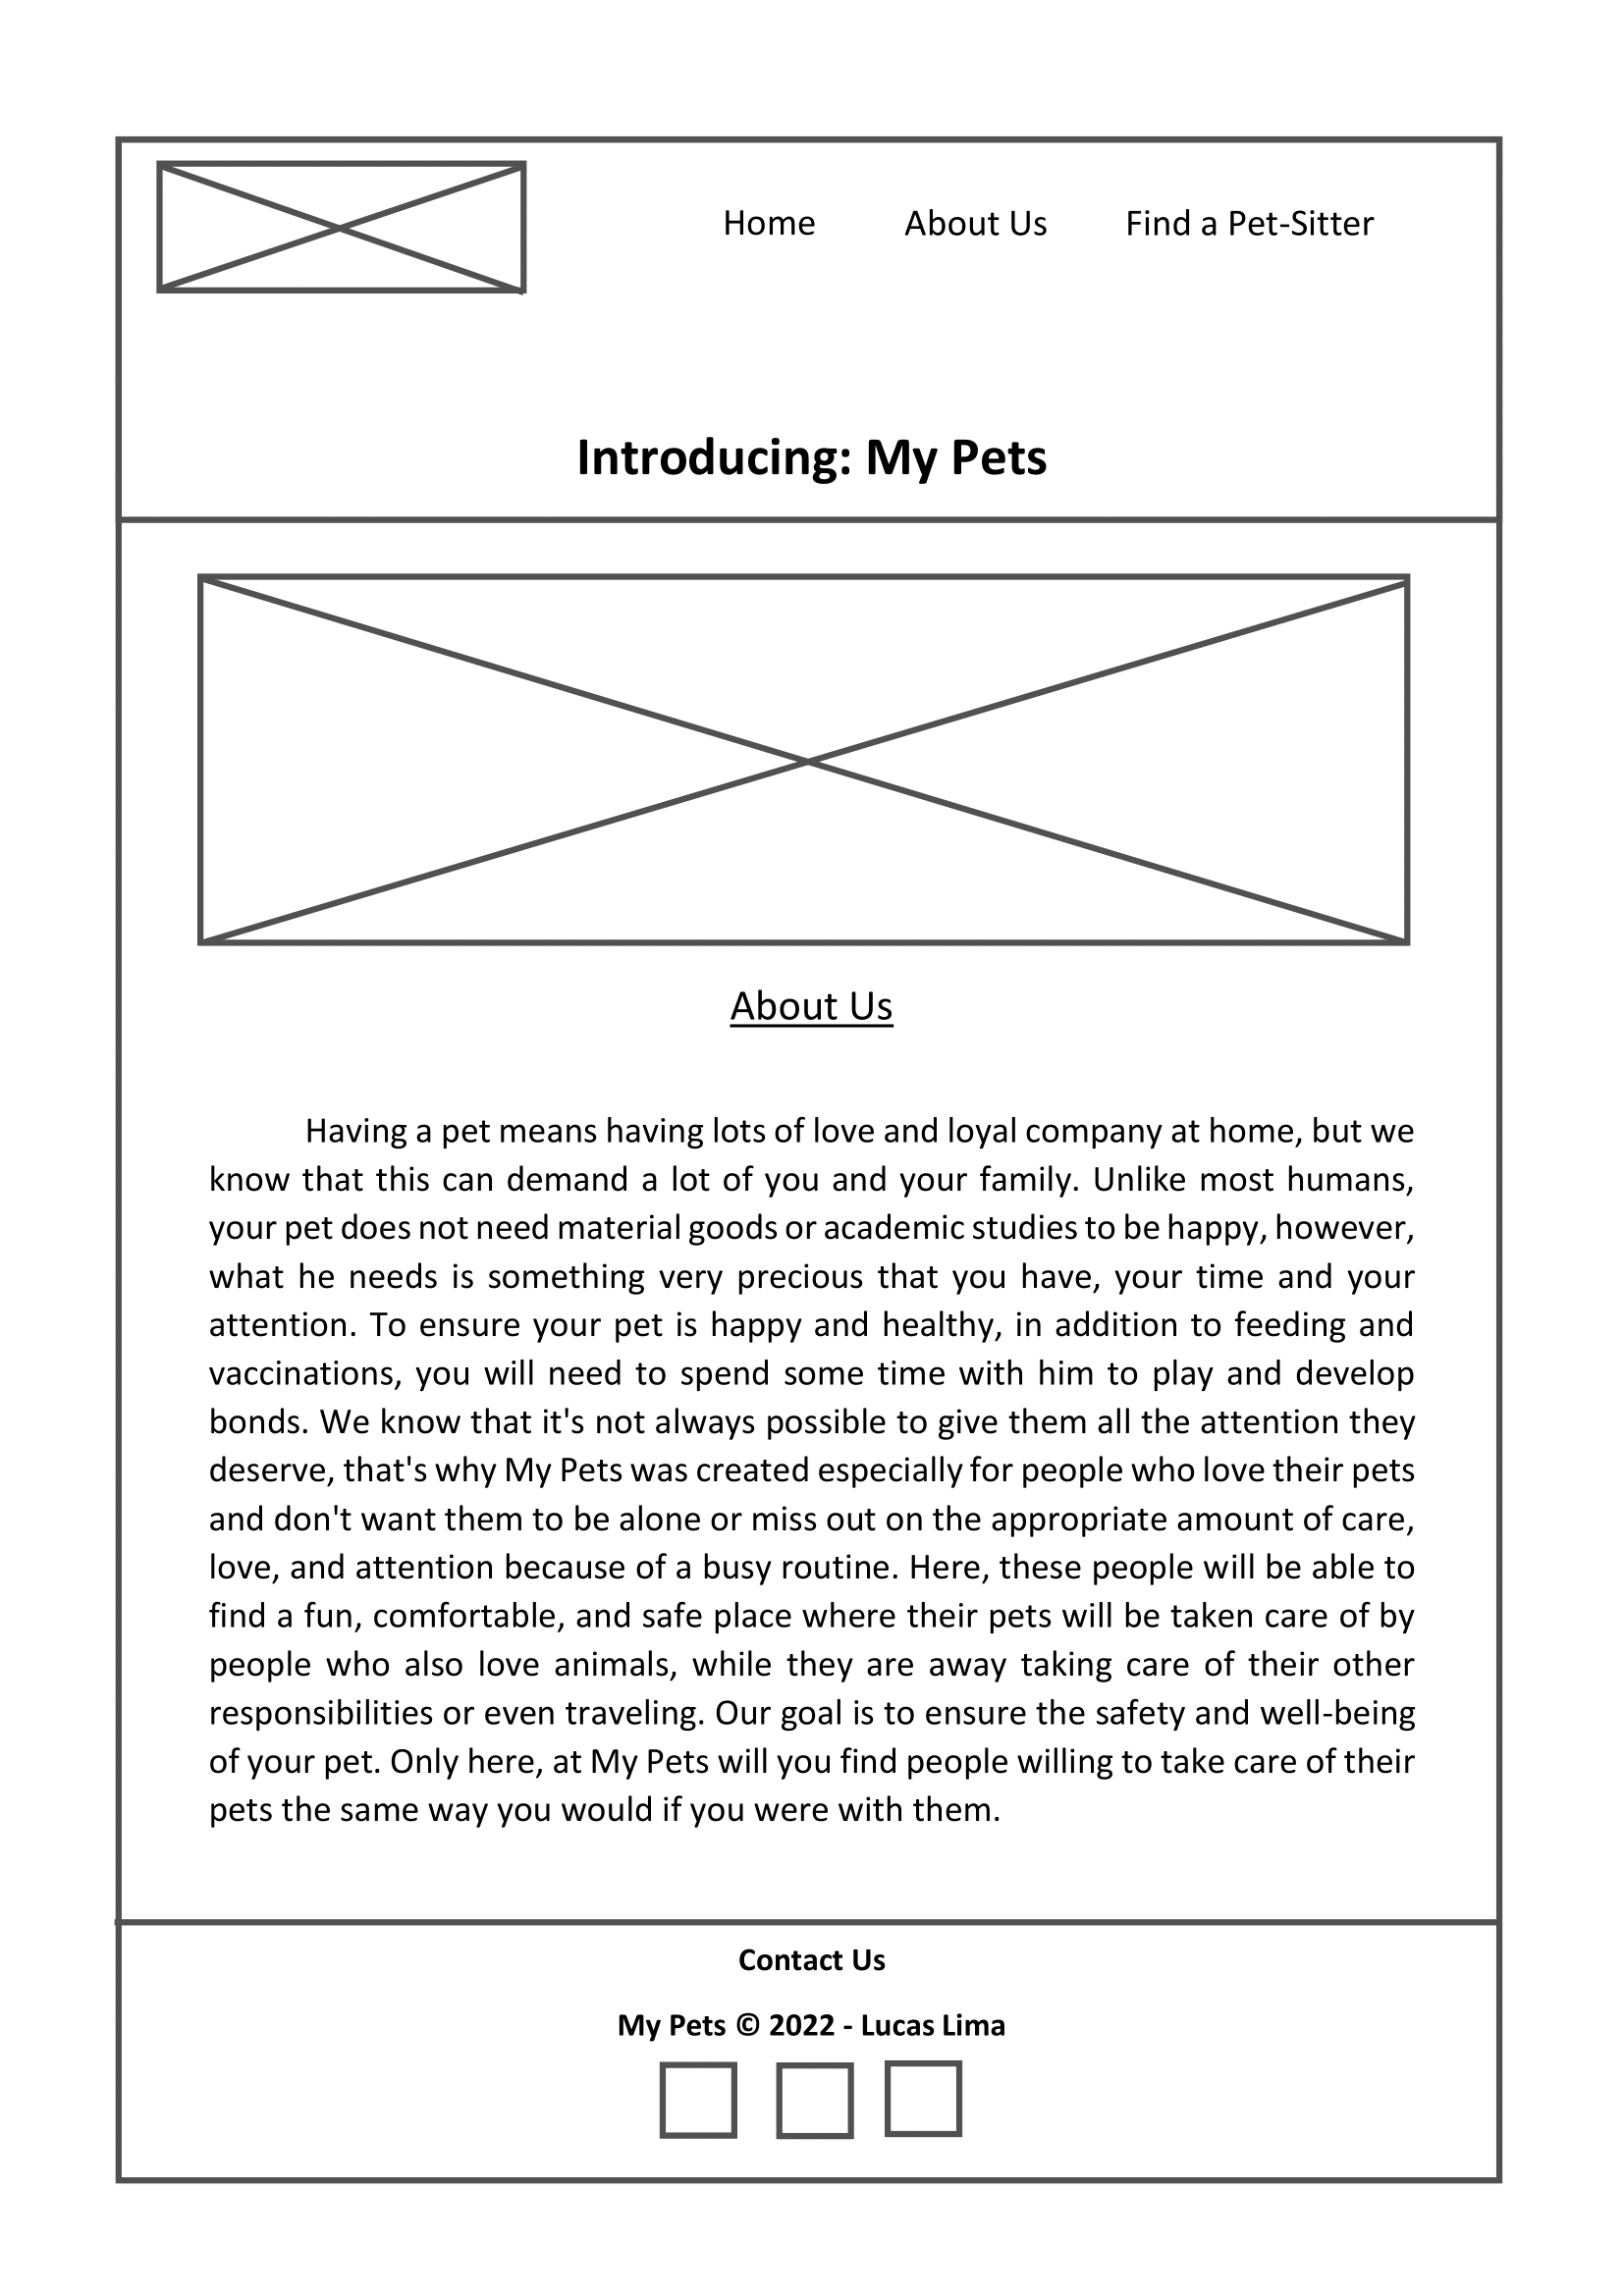 Home About Us Find a Pet-Sitter
Introducing: My Pets
About Us
Having a pet means having lots of love and loyal company at home, but we
know that this can demand a lot of you and your family. Unlike most humans,
your pet does not need material goods or academic studies to be happy, however,
what he needs is something very precious that you have, your time and your
attention. To ensure your pet is happy and healthy, in addition to feeding and
vaccinations, you will need to spend some time with him to play and develop
bonds. We know that it's not always possible to give them all the attention they
deserve, that's why My Pets was created especially for people who love their pets
and don't want them to be alone or miss out on the appropriate amount of care,
love, and attention because of a busy routine. Here, these people will be able to
find a fun, comfortable, and safe place where their pets will be taken care of by
people who also love animals, while they are away taking care of their other
responsibilities or even traveling. Our goal is to ensure the safety and well-being
of your pet. Only here, at My Pets will you find people willing to take care of their
pets the same way you would if you were with them.
Contact Us
My Pets © 2022 - Lucas Lima